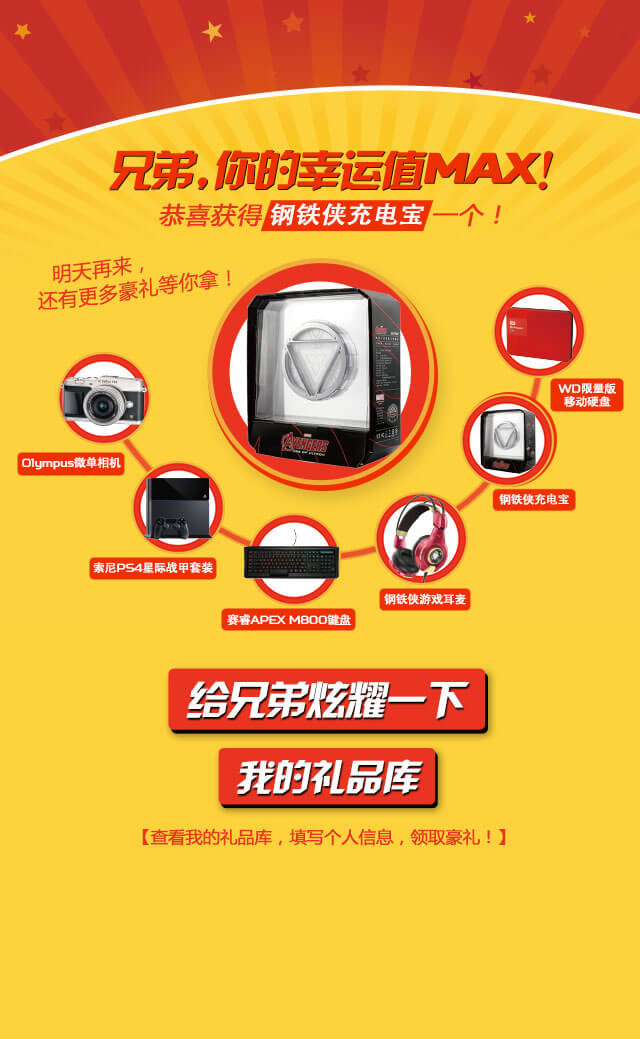 兄弟,你的幸运值MAX!
恭喜获得 钢铁侠充电宝 一个！
明天再来，
还有更多豪礼等你拿！
MARVEL
AVENGERS
AGE OF ULTRON
WD限量版
移动硬盘
Olympus微单相机
钢铁侠充电宝
索尼PS4星际战甲套装
钢铁侠游戏耳麦
赛睿APEX M800键盘
给兄弟炫耀一下
我的礼品库
【查看我的礼品库，填写个人信息，领取豪礼！】